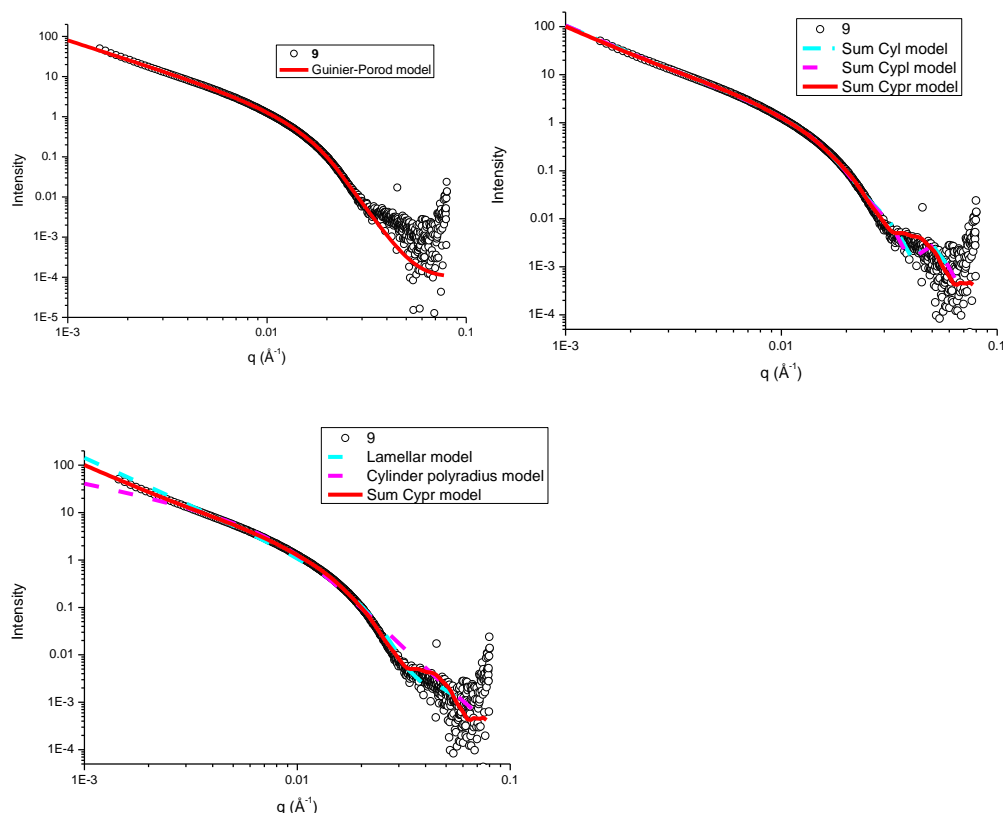 9
Guinier-Porod model
100
10
1
0.1
0.01
1E-3
1E-4
1E-5
1E-3
0.01
0.1
Intensity
q (Å⁻¹)
9
Sum Cyl model
Sum Cypl model
Sum Cypr model
100
10
1
0.1
0.01
1E-3
1E-4
1E-3
0.01
0.1
Intensity
q (Å⁻¹)
9
Lamellar model
Cylinder polyradius model
Sum Cypr model
100
10
1
0.1
0.01
1E-3
1E-4
1E-3
0.01
0.1
Intensity
q (Å⁻¹)